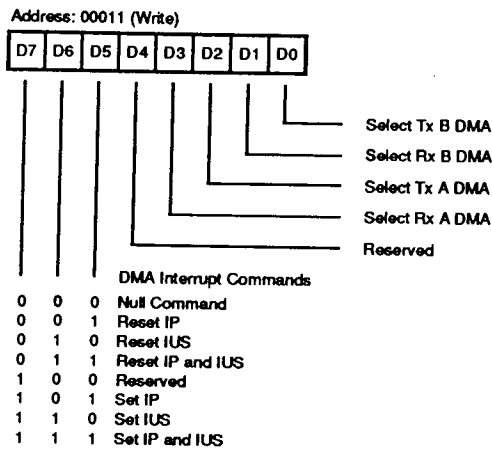 Address: 00011 (Write)
D7 D6 D5 D4 D3 D2 D1 D0
Select Tx B DMA
Select Rx B DMA
Select Tx A DMA
Select Rx A DMA
Reserved
DMA Interrupt Commands
0 0 0 Null Command
0 0 1 Reset IP
0 1 0 Reset IUS
0 1 1 Reset IP and IUS
1 0 0 Reserved
1 0 1 Set IP
1 1 0 Set IUS
1 1 1 Set IP and IUS